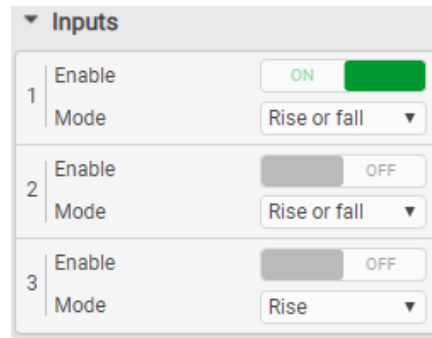 Inputs
1
Enable ON
Mode Rise or fall
2
Enable OFF
Mode Rise or fall
3
Enable OFF
Mode Rise